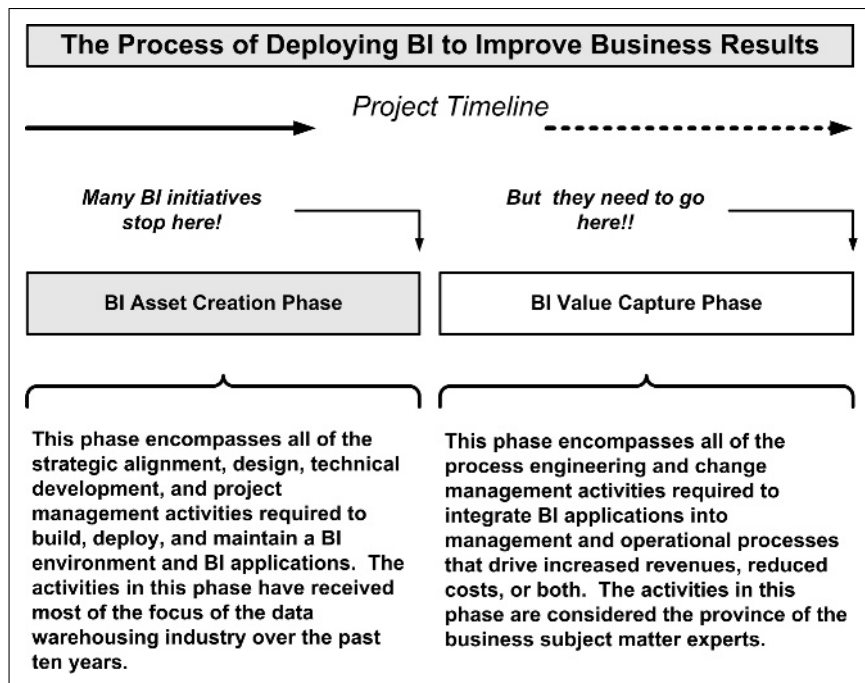 The Process of Deploying BI to Improve Business Results
Project Timeline
Many BI initiatives
stop here!
But they need to go
here!!
BI Asset Creation Phase
BI Value Capture Phase
This phase encompasses all of the
strategic alignment, design, technical
development, and project
management activities required to
build, deploy, and maintain a BI
environment and BI applications. The
activities in this phase have received
most of the focus of the data
warehousing industry over the past
ten years.
This phase encompasses all of the
process engineering and change
management activities required to
integrate BI applications into
management and operational processes
that drive increased revenues, reduced
costs, or both. The activities in this
phase are considered the province of the
business subject matter experts.